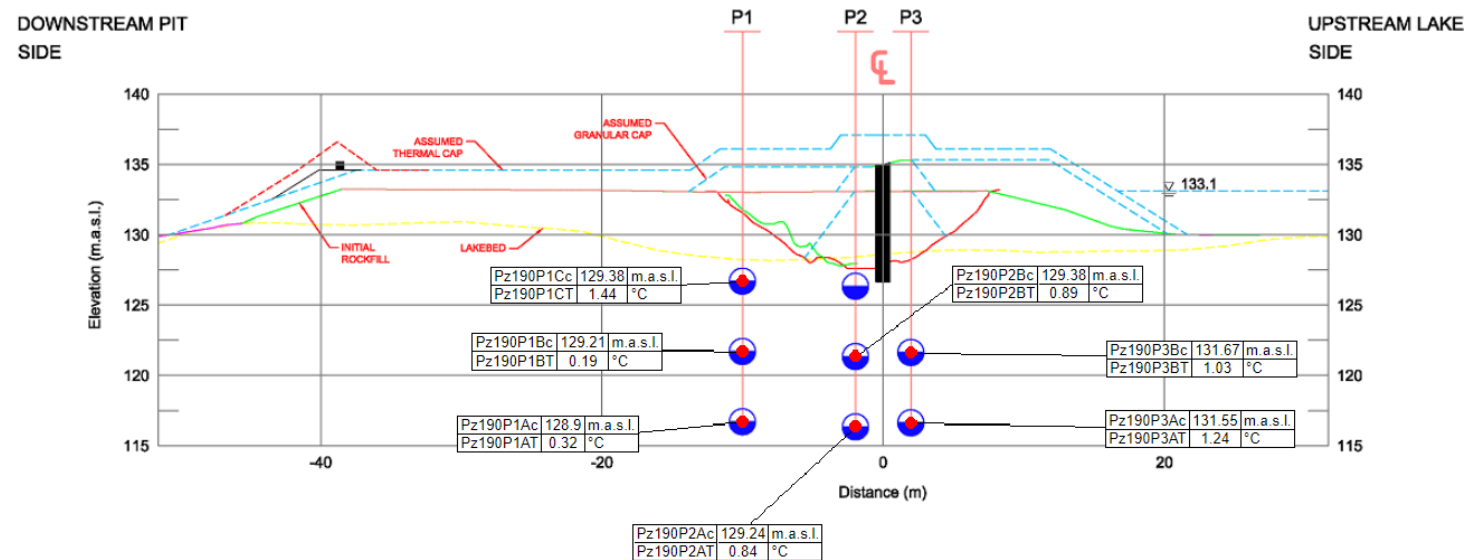 DOWNSTREAM PIT
SIDE
P1
P2
P3
UPSTREAM LAKE
SIDE
CL
140
140
ASSUMED
GRANULAR CAP
ASSUMED
THERMAL CAP
135
135
133.1
130
130
INITIAL
ROCKFILL
LAKEBED
Pz190P1Cc 129.38 m.a.s.l.
Pz190P1CT 1.44 °C
Pz190P2Bc 129.38 m.a.s.l.
Pz190P2BT 0.89 °C
Elevation (m.a.s.l.)
125
125
Pz190P1Bc 129.21 m.a.s.l.
Pz190P1BT 0.19 °C
Pz190P3Bc 131.67 m.a.s.l.
Pz190P3BT 1.03 °C
120
120
Pz190P1Ac 128.9 m.a.s.l.
Pz190P1AT 0.32 °C
Pz190P3Ac 131.55 m.a.s.l.
Pz190P3AT 1.24 °C
115
115
-40
-20
0
20
Distance (m)
Pz190P2Ac 129.24 m.a.s.l.
Pz190P2AT 0.84 °C